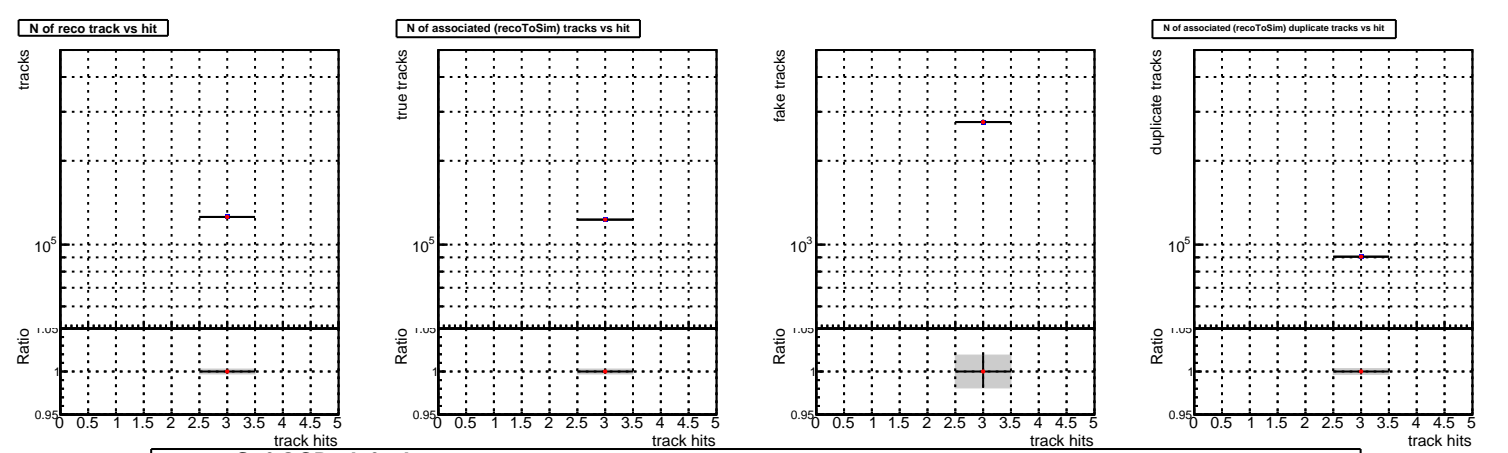 N of reco track vs hit
N of associated (recoToSim) tracks vs hit
N of associated (recoToSim) duplicate tracks vs hit
tracks
10^5
1.05
Ratio
1
0.95
0 0.5 1 1.5 2 2.5 3 3.5 4 4.5 5
track hits
true tracks
10^5
1.05
Ratio
1
0.95
0 0.5 1 1.5 2 2.5 3 3.5 4 4.5 5
track hits
fake tracks
10^3
1.05
Ratio
1
0.95
0 0.5 1 1.5 2 2.5 3 3.5 4 4.5 5
track hits
duplicate tracks
10^5
1.05
Ratio
1
0.95
0 0.5 1 1.5 2 2.5 3 3.5 4 4.5 5
track hits